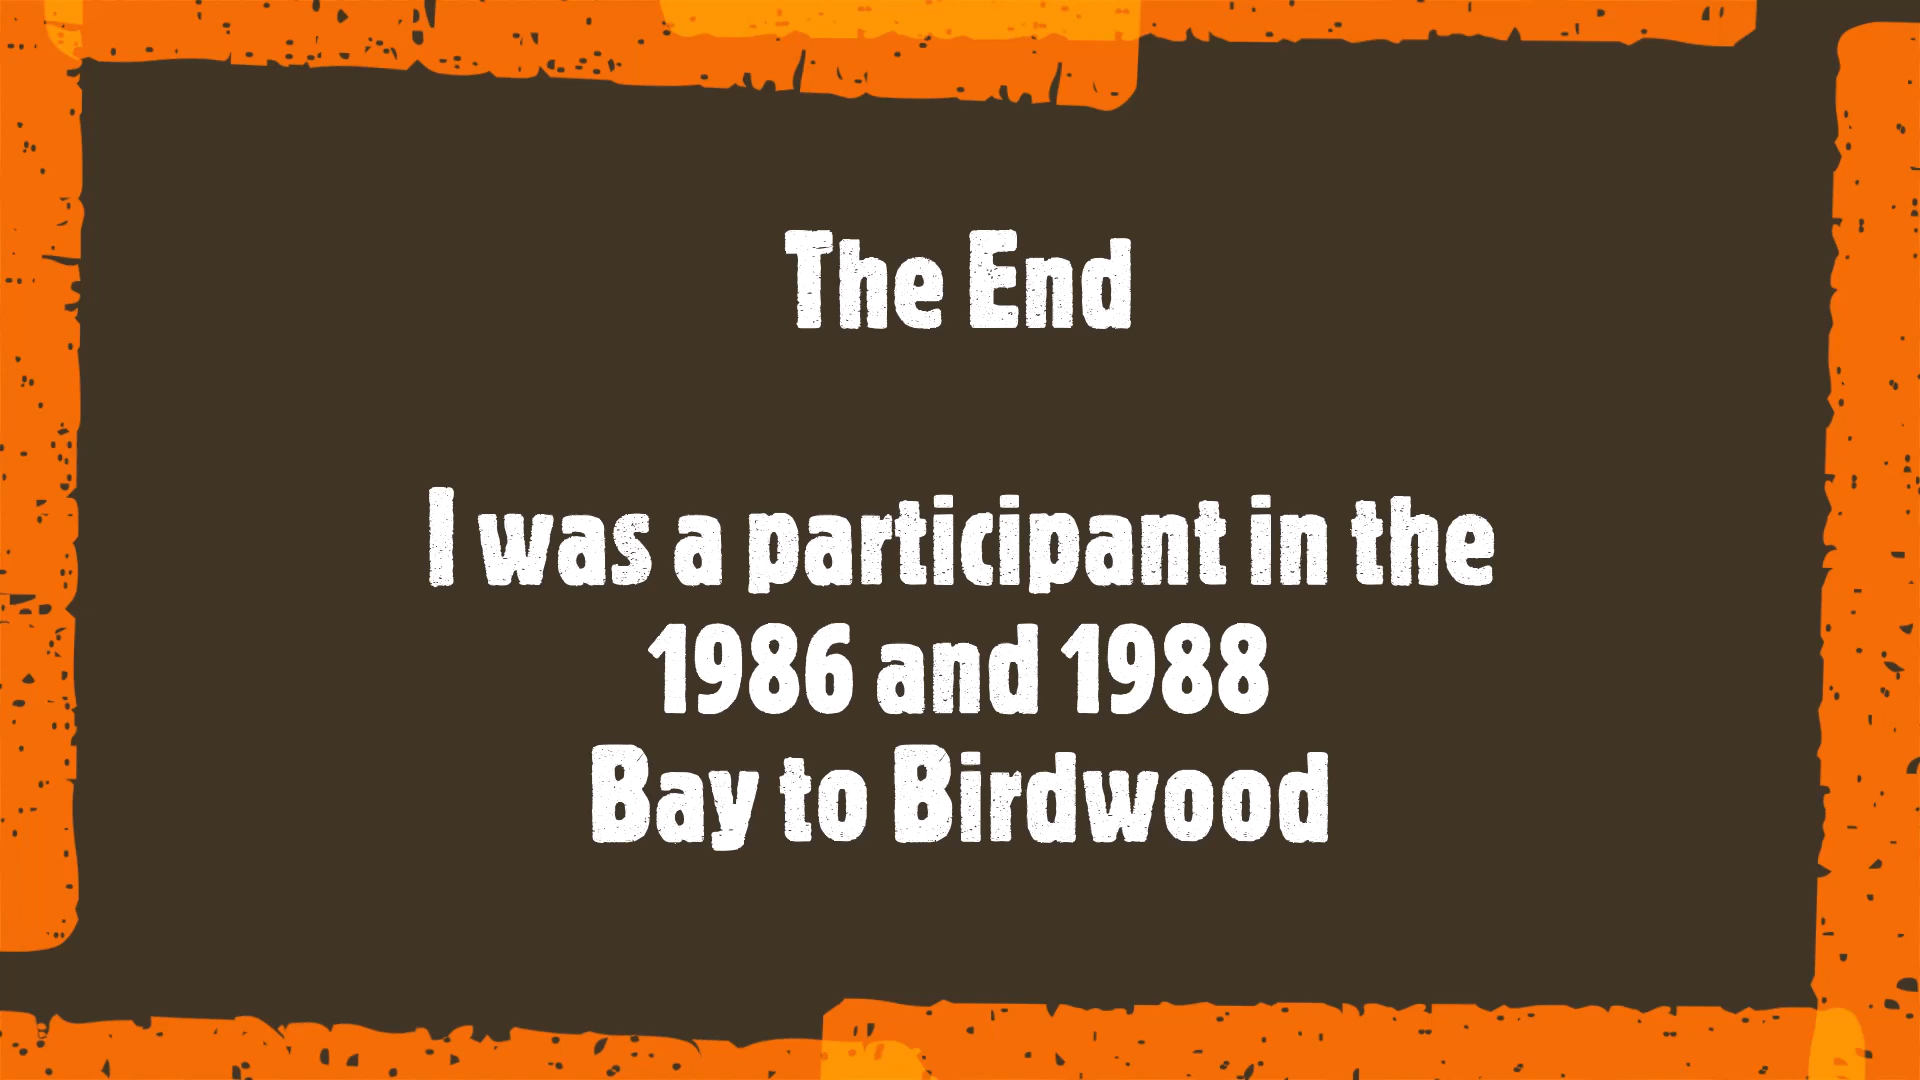 The End
I was a participant in the
1986 and 1988
Bay to Birdwood